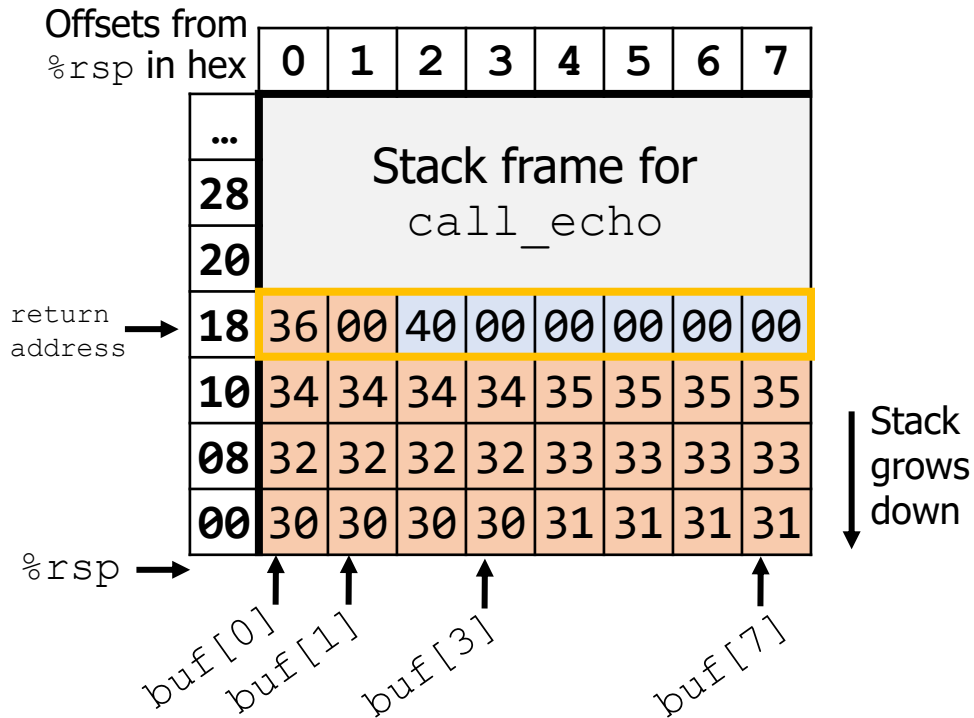 Offsets from
%rsp in hex 0 1 2 3 4 5 6 7
…
Stack frame for
28
call_echo
20
return
address
18 36 00 40 00 00 00 00 00
10 34 34 34 34 35 35 35 35
08 32 32 32 32 33 33 33 33
00 30 30 30 30 31 31 31 31
Stack
grows
down
%rsp
buf[0]
buf[1]
buf[3]
buf[7]